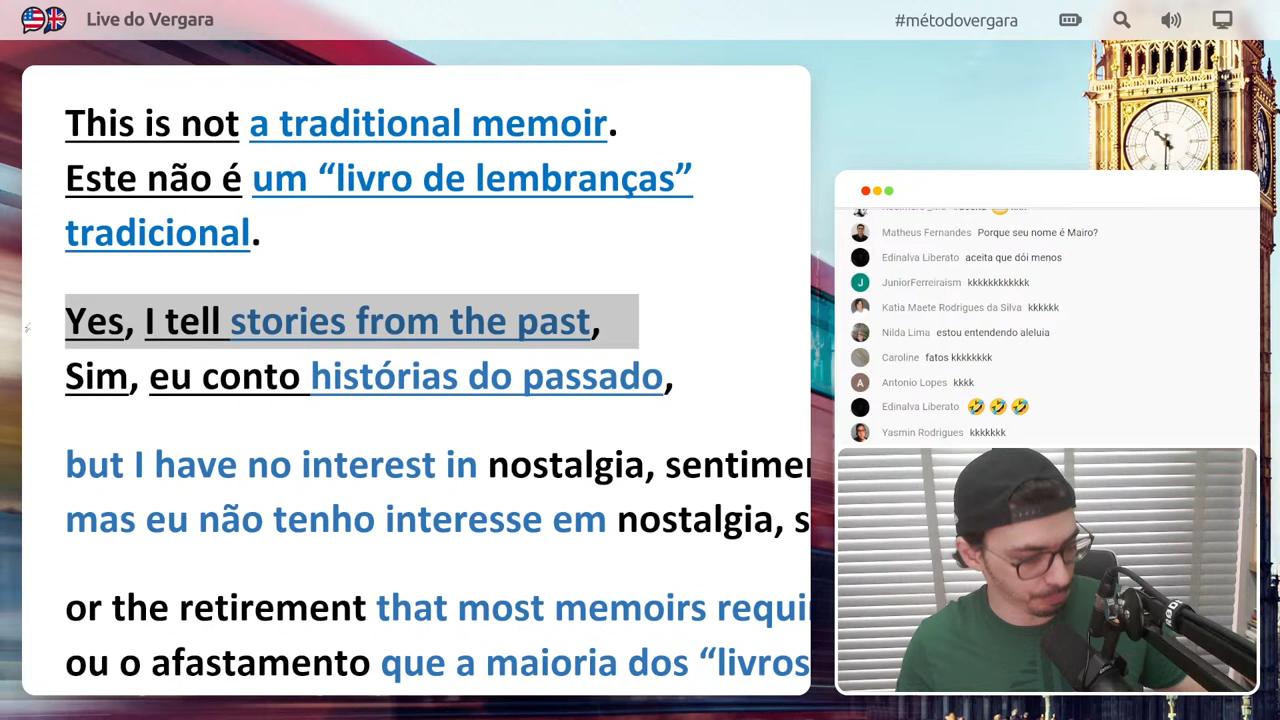 Live do Vergara
#métodovergara
This is not a traditional memoir.
Este não é um “livro de lembranças”
tradicional.
Yes, I tell stories from the past,
Sim, eu conto histórias do passado,
but I have no interest in nostalgia,
mas eu não tenho interesse em nostalgia,
or the retirement that most memoirs
ou o afastamento que a maioria dos “livros
Matheus Fernandes Porque seu nome é Mairo?
Edinalva Liberato aceita que dói menos
J JuniorFerreiraism kkkkkkkkkkkk
Katia Maete Rodrigues da Silva kkkkkk
Nilda Lima estou entendendo aleluia
Caroline fatos kkkkkkkk
A Antonio Lopes kkkk
Edinalva Liberato 🤣 🤣 🤣
Yasmin Rodrigues kkkkkkk
RØDE